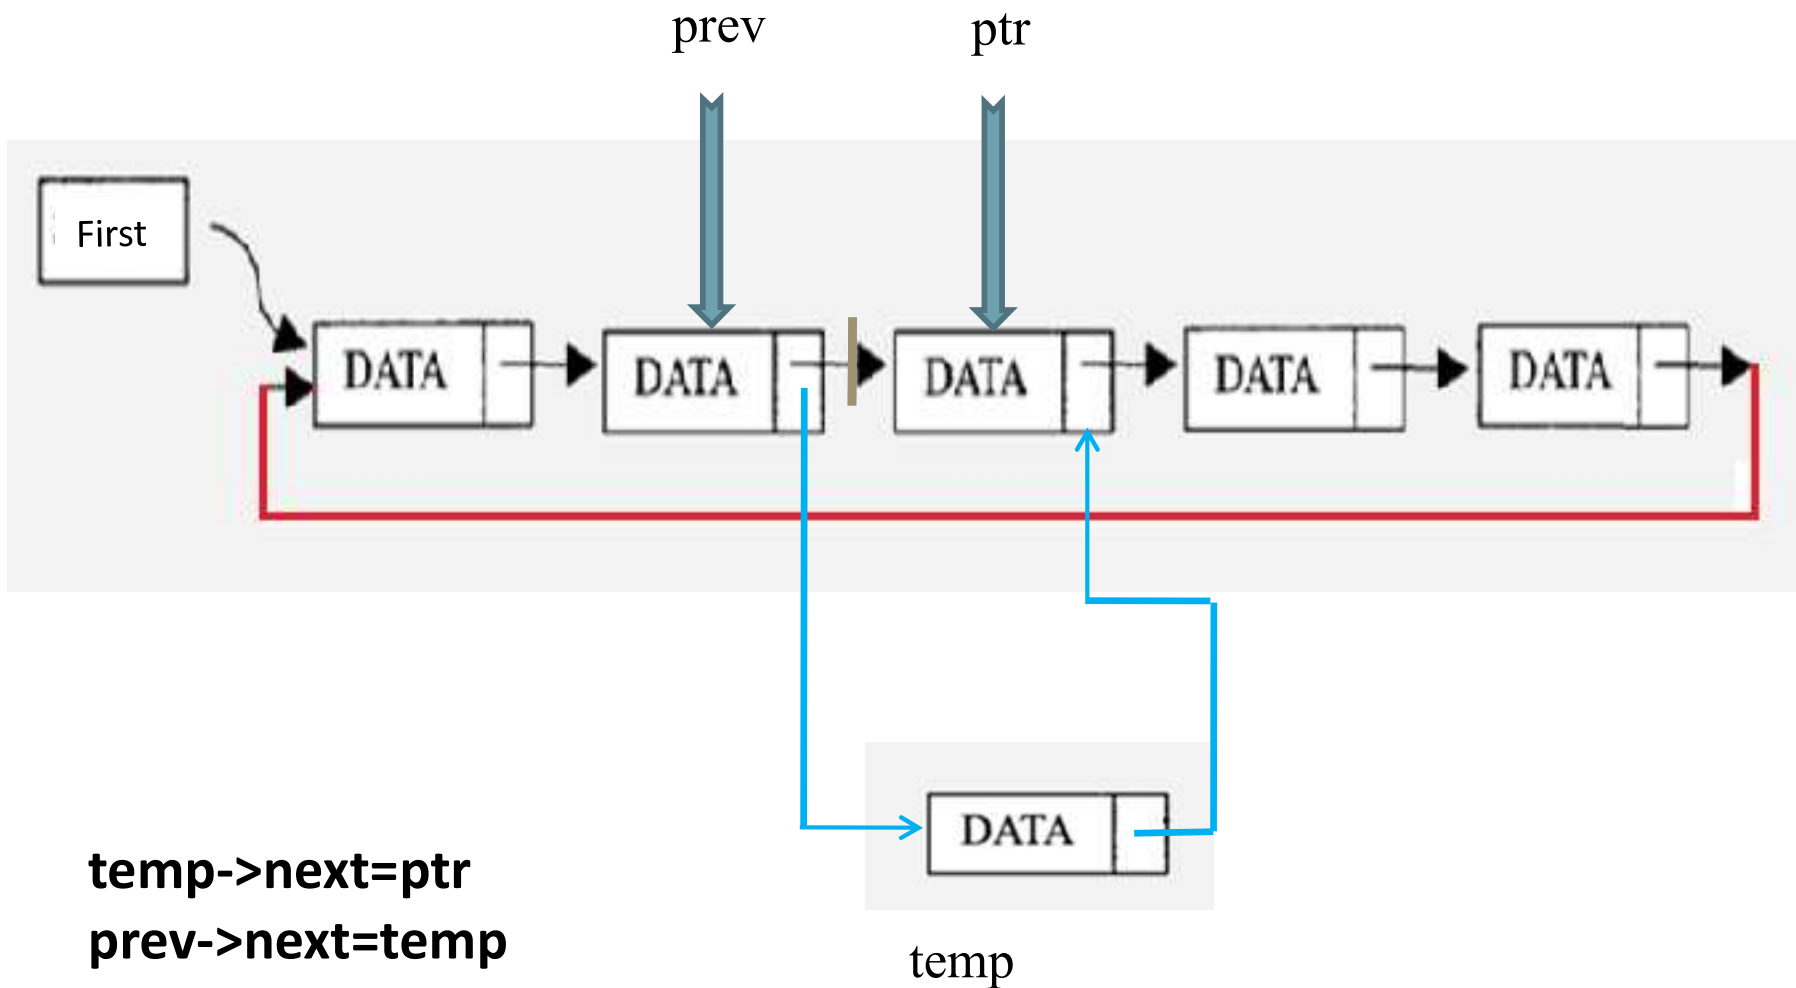 prev
ptr
First
DATA
DATA
DATA
DATA
DATA
DATA
temp->next=ptr
prev->next=temp
temp